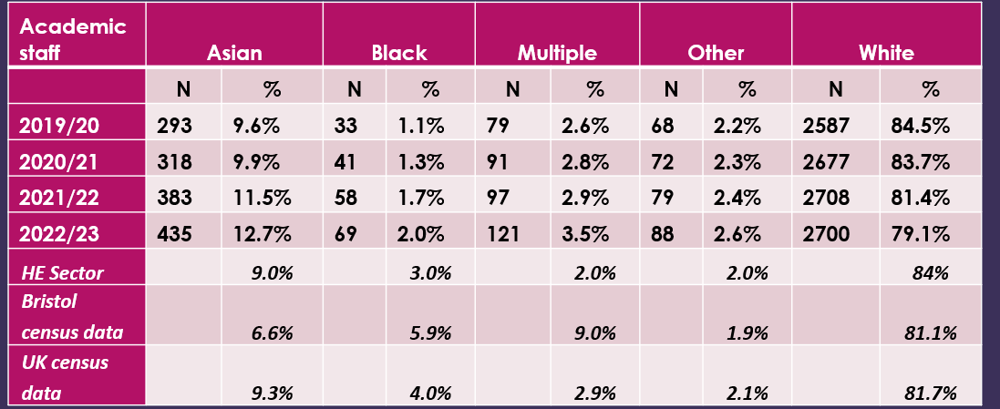 Academic staff Asian Black Multiple Other White
N % N % N % N % N %
2019/20 293 9.6% 33 1.1% 79 2.6% 68 2.2% 2587 84.5%
2020/21 318 9.9% 41 1.3% 91 2.8% 72 2.3% 2677 83.7%
2021/22 383 11.5% 58 1.7% 97 2.9% 79 2.4% 2708 81.4%
2022/23 435 12.7% 69 2.0% 121 3.5% 88 2.6% 2700 79.1%
HE Sector 9.0% 3.0% 2.0% 2.0% 84%
Bristol census data 6.6% 5.9% 9.0% 1.9% 81.1%
UK census data 9.3% 4.0% 2.9% 2.1% 81.7%